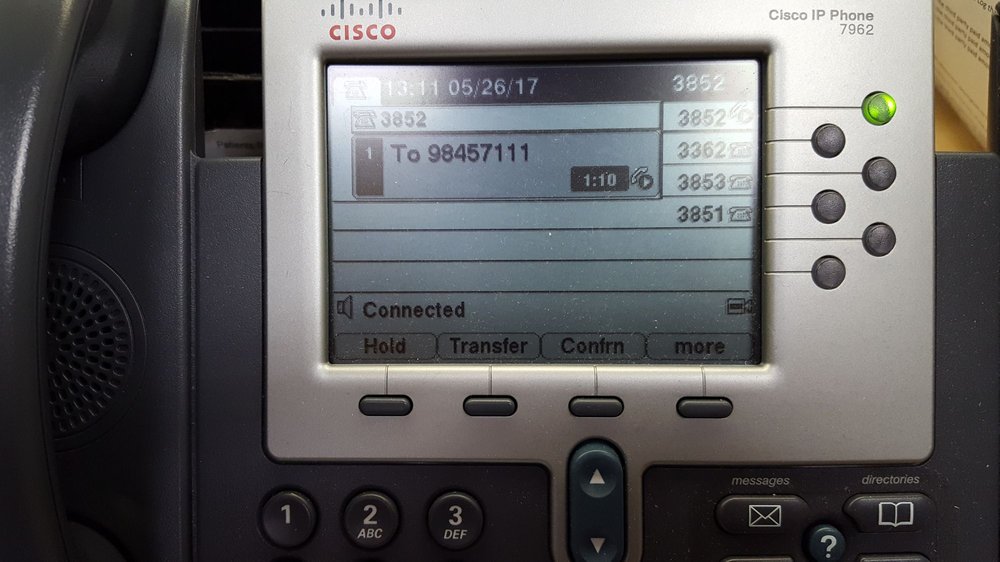 CISCO
Cisco IP Phone
7962
13:11 05/26/17 3852
3852 3852
1 To 98457111 3362
1:10 3853
3851
Connected
Hold Transfer Confrn more
messages directories
1 2 3
ABC DEF
?